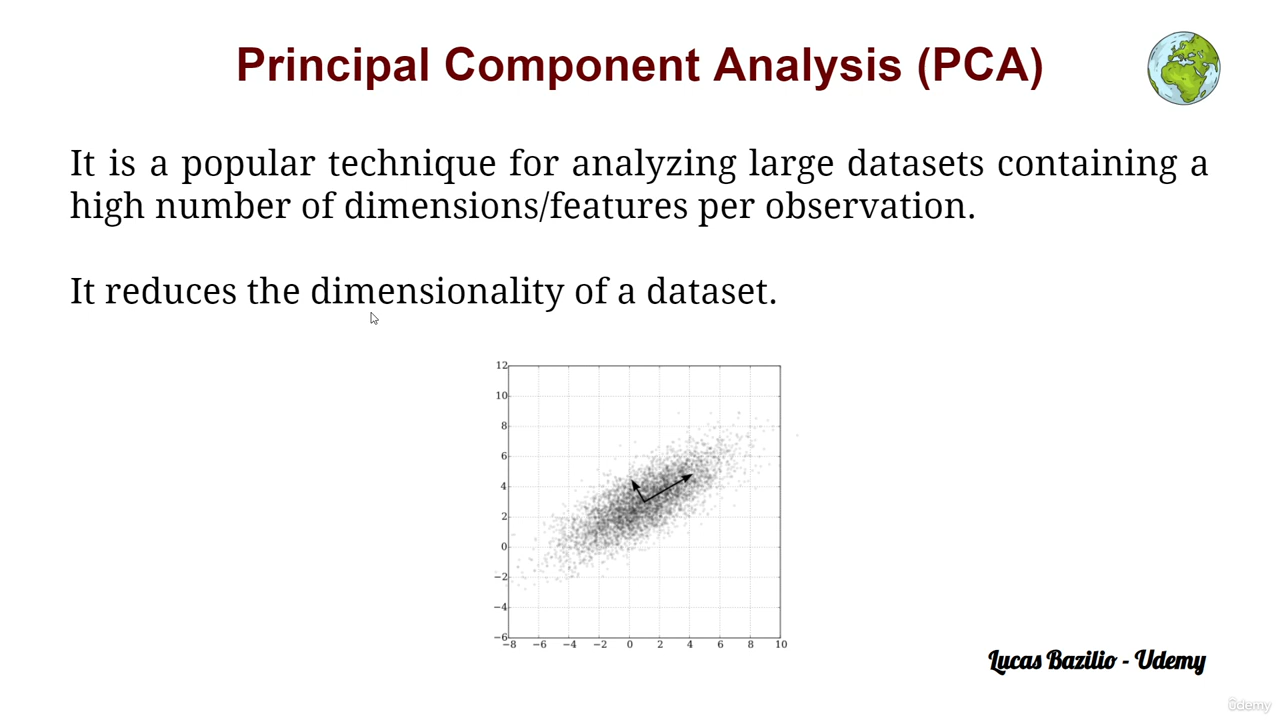 Principal Component Analysis (PCA)
It is a popular technique for analyzing large datasets containing a
high number of dimensions/features per observation.
It reduces the dimensionality of a dataset.
12
10
8
6
4
2
0
−2
−4
−6
−8 −6 −4 −2 0 2 4 6 8 10
Lucas Bazilio - Udemy
ûdemy